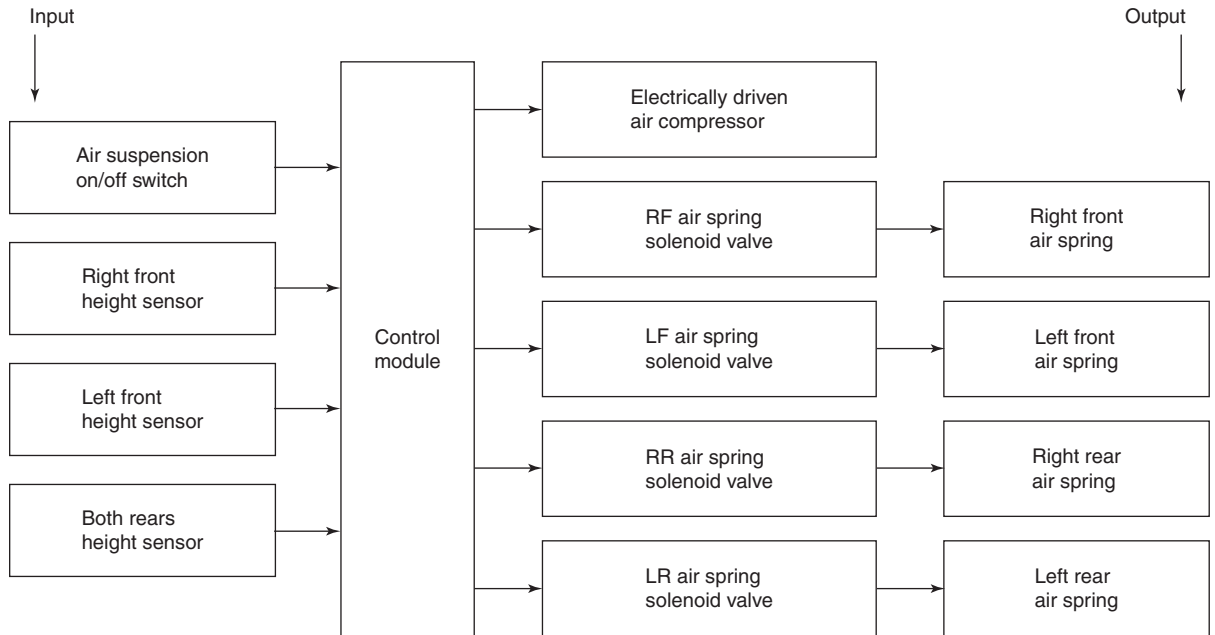 Input
Output
Air suspension
on/off switch
Right front
height sensor
Left front
height sensor
Both rears
height sensor
Control
module
Electrically driven
air compressor
RF air spring
solenoid valve
LF air spring
solenoid valve
RR air spring
solenoid valve
LR air spring
solenoid valve
Right front
air spring
Left front
air spring
Right rear
air spring
Left rear
air spring